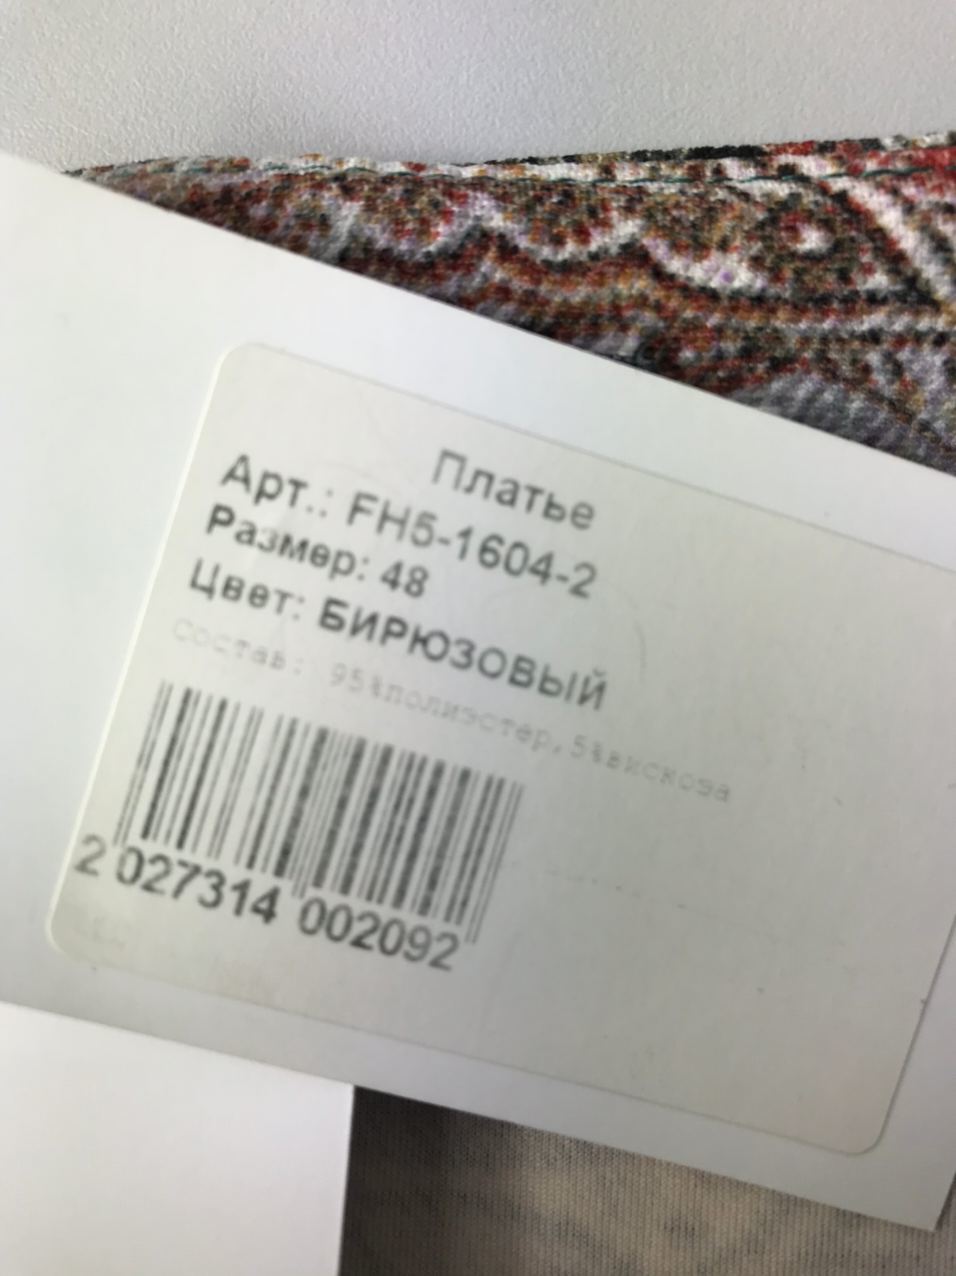 Платье
Арт.: FH5-1604-2
Размер: 48
Цвет: БИРЮЗОВЫЙ
Состав: 95%полиэстер,5%вискоза
2 027314 002092